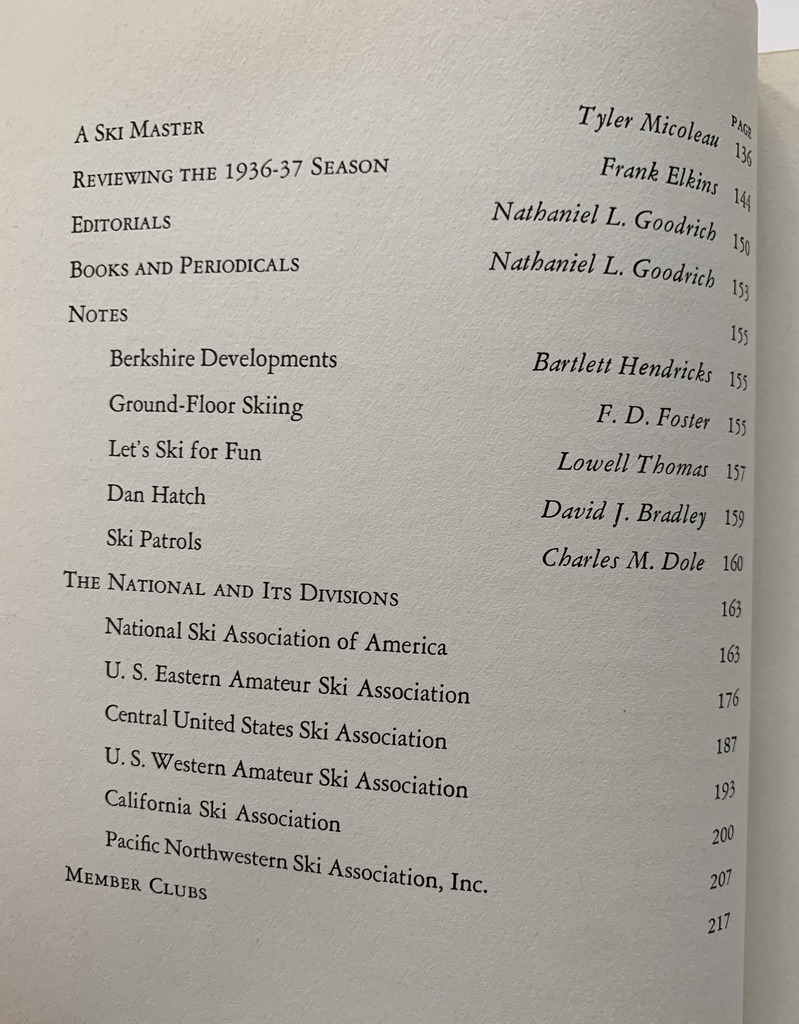 PAGE
A SKI MASTER Tyler Micoleau 136
REVIEWING THE 1936-37 SEASON Frank Elkins 144
EDITORIALS Nathaniel L. Goodrich 150
BOOKS AND PERIODICALS Nathaniel L. Goodrich 153
NOTES 155
Berkshire Developments Bartlett Hendricks 155
Ground-Floor Skiing F. D. Foster 155
Let's Ski for Fun Lowell Thomas 157
Dan Hatch David J. Bradley 159
Ski Patrols Charles M. Dole 160
THE NATIONAL AND ITS DIVISIONS 163
National Ski Association of America 163
U. S. Eastern Amateur Ski Association 176
Central United States Ski Association 187
U. S. Western Amateur Ski Association 193
California Ski Association 200
Pacific Northwestern Ski Association, Inc. 207
MEMBER CLUBS 217